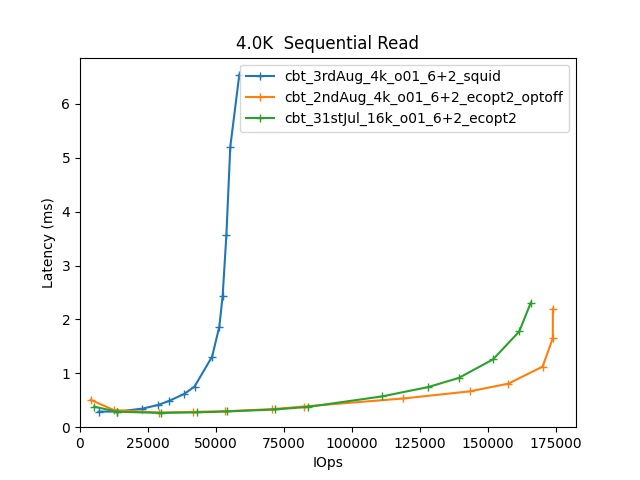 4.0K  Sequential Read
cbt_3rdAug_4k_o01_6+2_squid
cbt_2ndAug_4k_o01_6+2_ecopt2_optoff
cbt_31stJul_16k_o01_6+2_ecopt2
Latency (ms)
6
5
4
3
2
1
0
0 25000 50000 75000 100000 125000 150000 175000
IOps